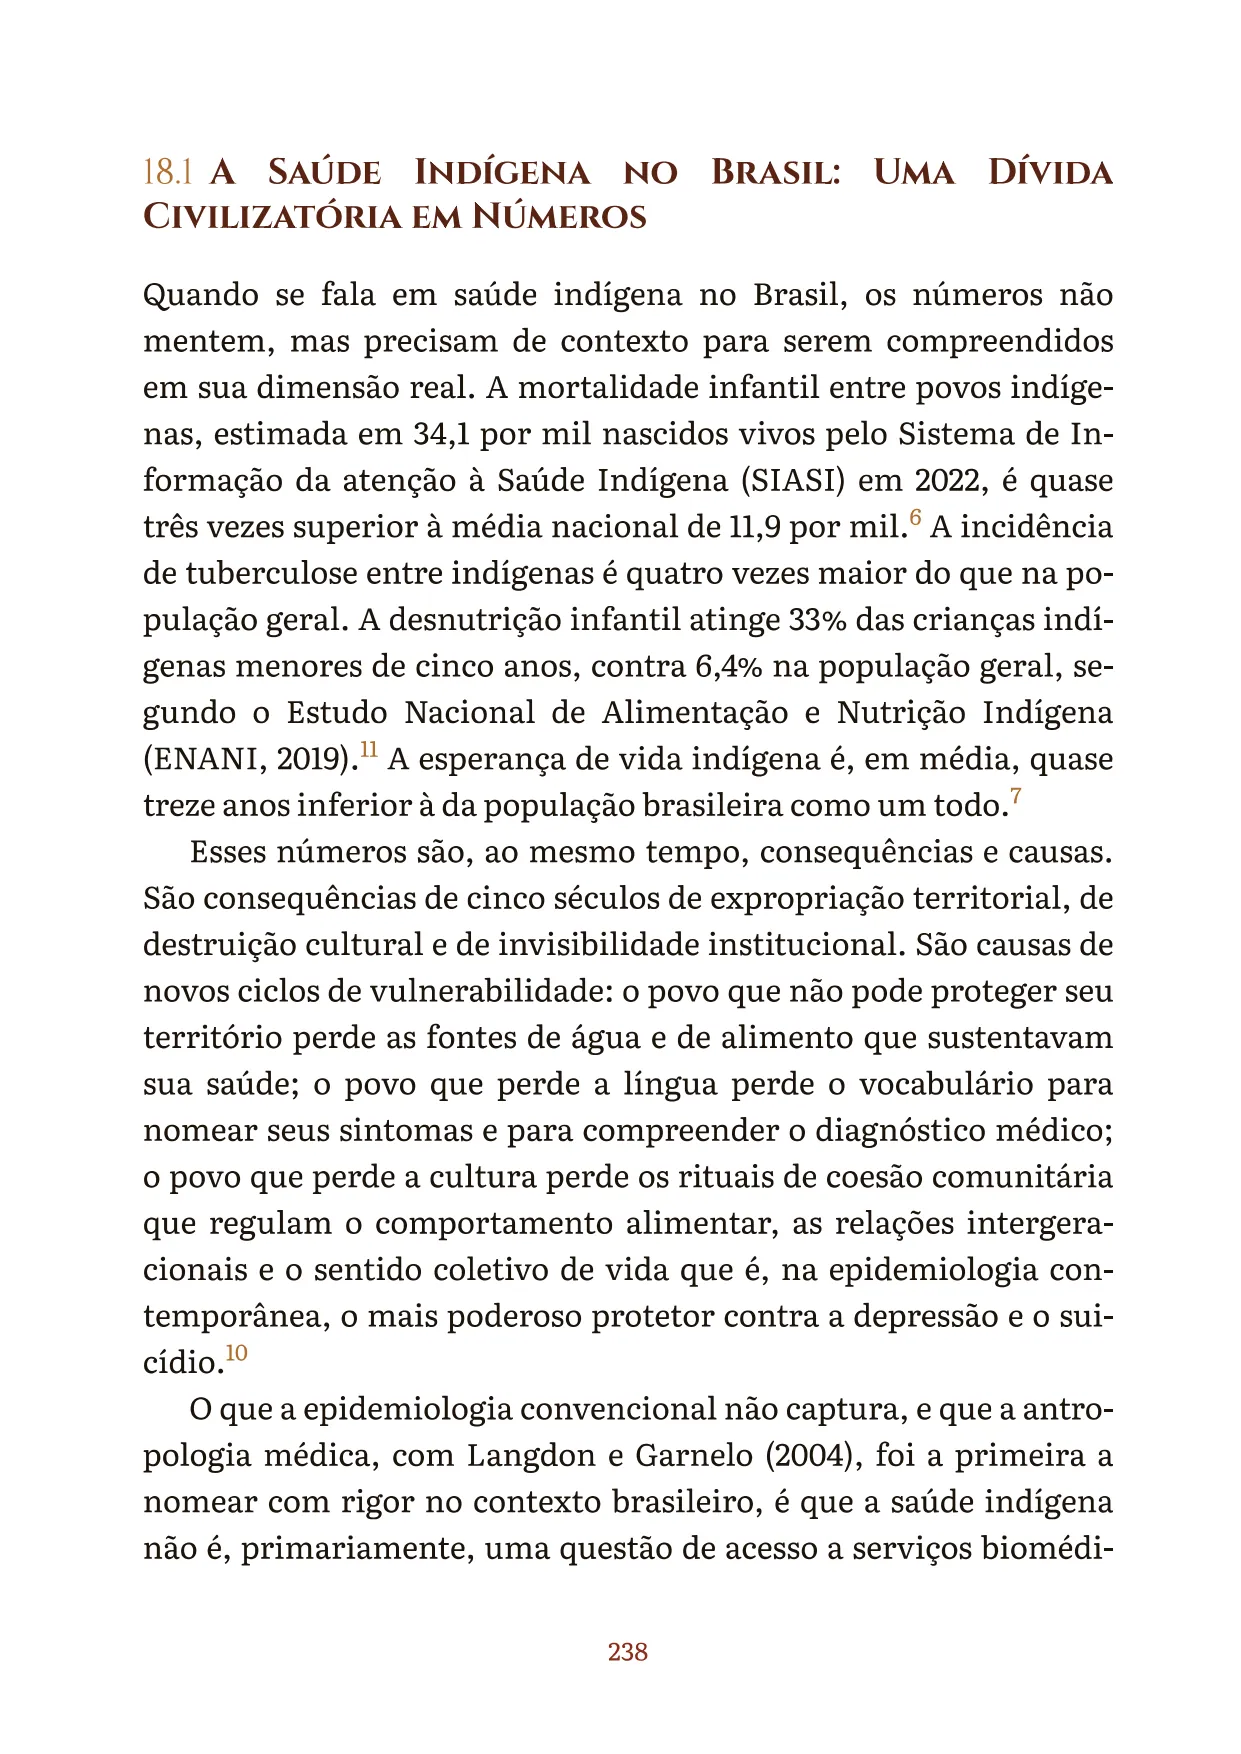 18.1 A Saúde Indígena no Brasil: Uma Dívida
Civilizatória em Números
Quando se fala em saúde indígena no Brasil, os números não
mentem, mas precisam de contexto para serem compreendidos
em sua dimensão real. A mortalidade infantil entre povos indíge-
nas, estimada em 34,1 por mil nascidos vivos pelo Sistema de In-
formação da atenção à Saúde Indígena (SIASI) em 2022, é quase
três vezes superior à média nacional de 11,9 por mil.6 A incidência
de tuberculose entre indígenas é quatro vezes maior do que na po-
pulação geral. A desnutrição infantil atinge 33% das crianças indí-
genas menores de cinco anos, contra 6,4% na população geral, se-
gundo o Estudo Nacional de Alimentação e Nutrição Indígena
(ENANI, 2019).11 A esperança de vida indígena é, em média, quase
treze anos inferior à da população brasileira como um todo.7
Esses números são, ao mesmo tempo, consequências e causas.
São consequências de cinco séculos de expropriação territorial, de
destruição cultural e de invisibilidade institucional. São causas de
novos ciclos de vulnerabilidade: o povo que não pode proteger seu
território perde as fontes de água e de alimento que sustentavam
sua saúde; o povo que perde a língua perde o vocabulário para
nomear seus sintomas e para compreender o diagnóstico médico;
o povo que perde a cultura perde os rituais de coesão comunitária
que regulam o comportamento alimentar, as relações intergera-
cionais e o sentido coletivo de vida que é, na epidemiologia con-
temporânea, o mais poderoso protetor contra a depressão e o sui-
cídio.10
O que a epidemiologia convencional não captura, e que a antro-
pologia médica, com Langdon e Garnelo (2004), foi a primeira a
nomear com rigor no contexto brasileiro, é que a saúde indígena
não é, primariamente, uma questão de acesso a serviços biomédi-
238